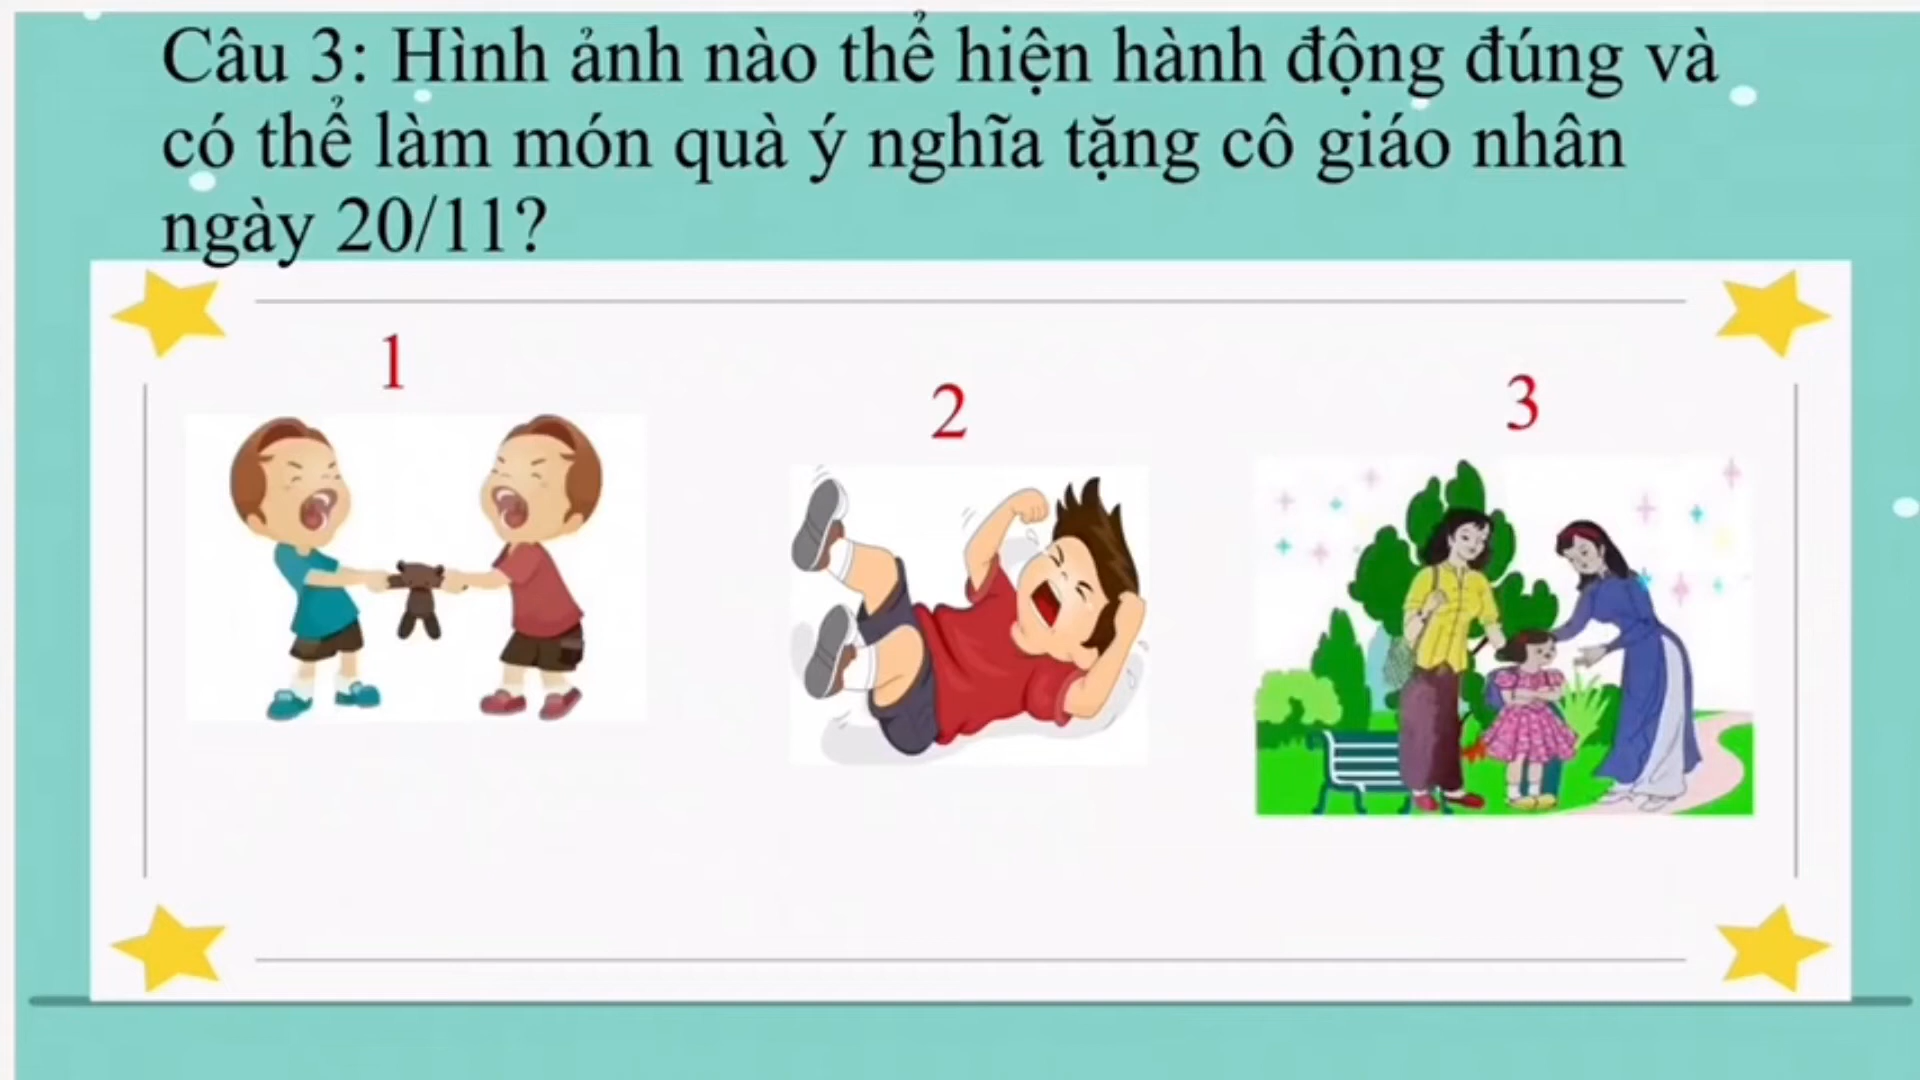 Câu 3: Hình ảnh nào thể hiện hành động đúng và
có thể làm món quà ý nghĩa tặng cô giáo nhân
ngày 20/11?
1
2
3